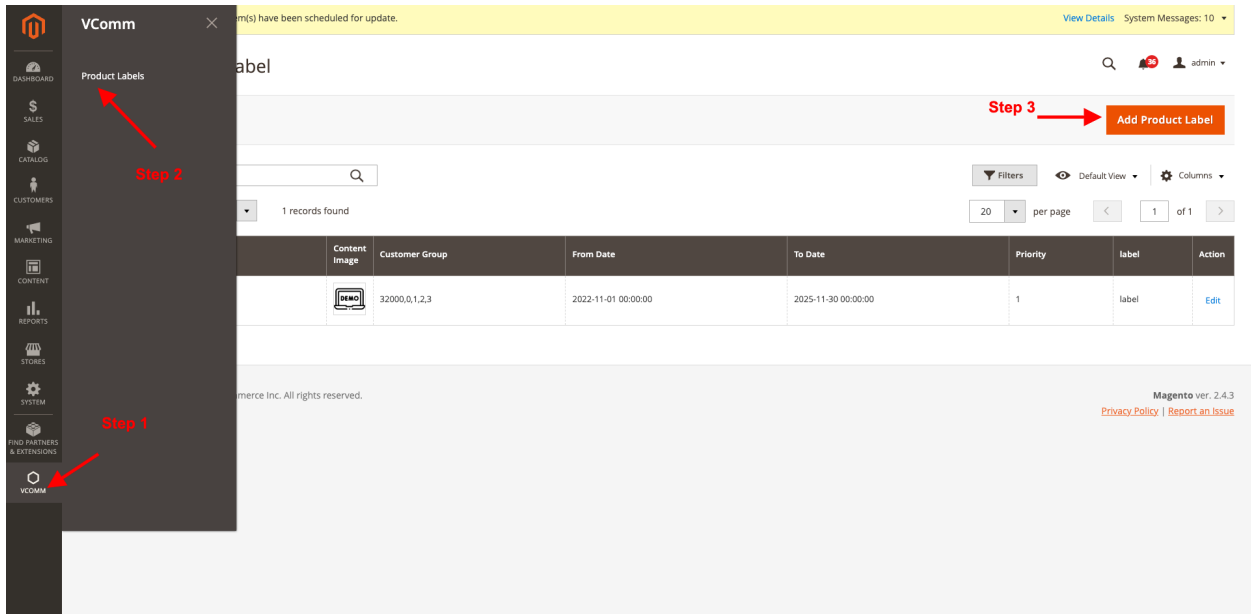 VComm
em(s) have been scheduled for update.
View Details
System Messages: 10
DASHBOARD
Product Labels
abel
36
admin
Step 3
Add Product Label
$
SALES
CATALOG
Step 2
Filters
Default View
Columns
CUSTOMERS
1 records found
20
per page
1
of 1
MARKETING
Content Image
Customer Group
From Date
To Date
Priority
label
Action
CONTENT
DEMO
32000,0,1,2,3
2022-11-01 00:00:00
2025-11-30 00:00:00
1
label
Edit
REPORTS
STORES
SYSTEM
merce Inc. All rights reserved.
Magento ver. 2.4.3
Privacy Policy | Report an Issue
Step 1
FIND PARTNERS
& EXTENSIONS
VCOMM